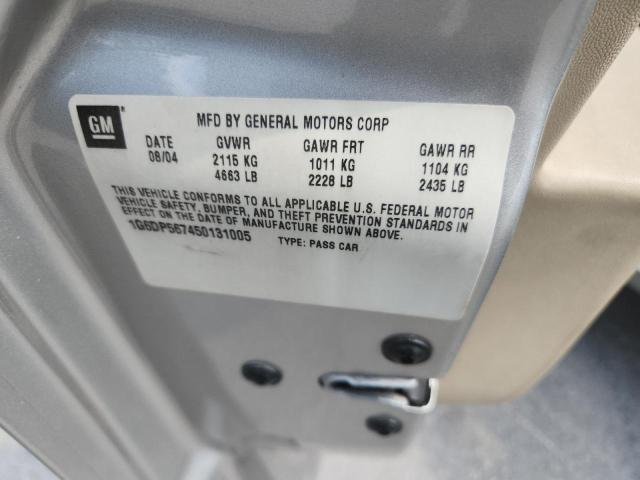 GM
MFD BY GENERAL MOTORS CORP
DATE GVWR GAWR FRT GAWR RR
08/04 2115 KG 1011 KG 1104 KG
4663 LB 2228 LB 2435 LB
THIS VEHICLE CONFORMS TO ALL APPLICABLE U.S. FEDERAL MOTOR
VEHICLE SAFETY, BUMPER, AND THEFT PREVENTION STANDARDS IN
EFFECT ON THE DATE OF MANUFACTURE SHOWN ABOVE.
1G6DP567450131005 TYPE: PASS CAR